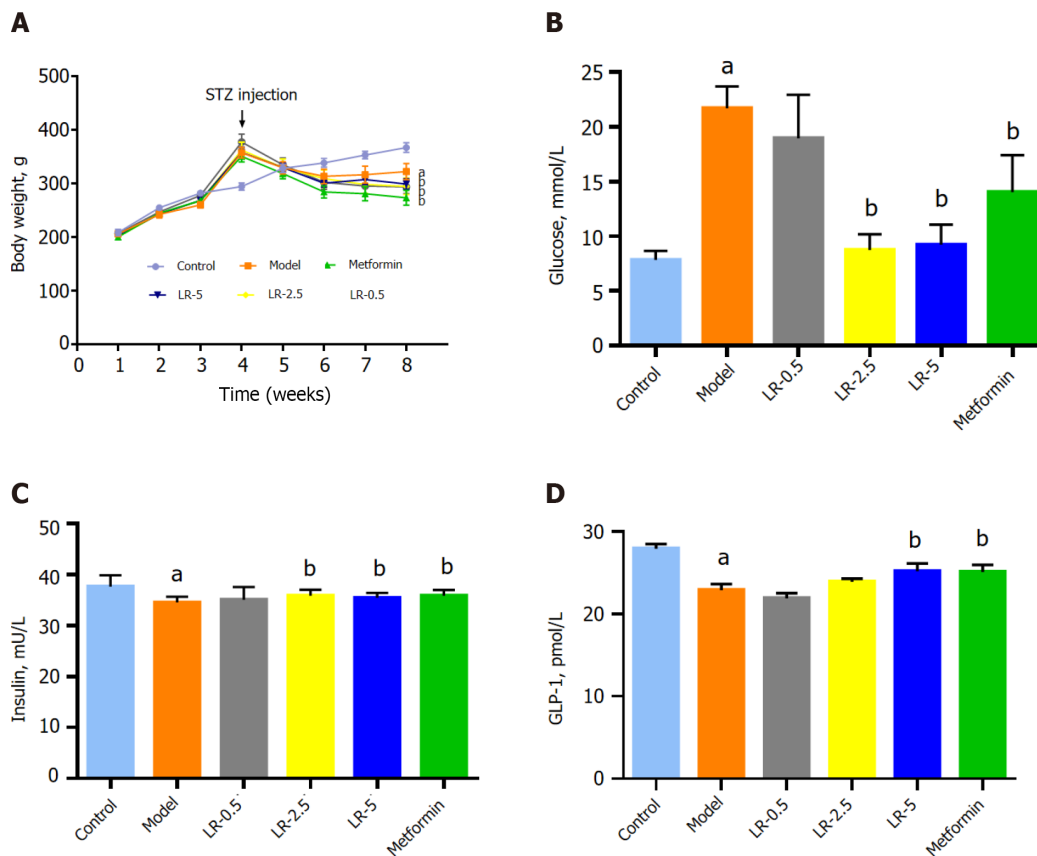 A
Body weight, g
500
400
300
200
100
0
STZ injection
a
b
b
b
Control
Model
Metformin
LR-5
LR-2.5
LR-0.5
0 1 2 3 4 5 6 7 8
Time (weeks)
B
Glucose, mmol/L
25
20
15
10
5
0
a
b
b
b
Control
Model
LR-0.5
LR-2.5
LR-5
Metformin
C
Insulin, mU/L
50
40
30
20
10
0
a
b
b
b
Control
Model
LR-0.5
LR-2.5
LR-5
Metformin
D
GLP-1, pmol/L
30
20
10
0
a
b
b
Control
Model
LR-0.5
LR-2.5
LR-5
Metformin